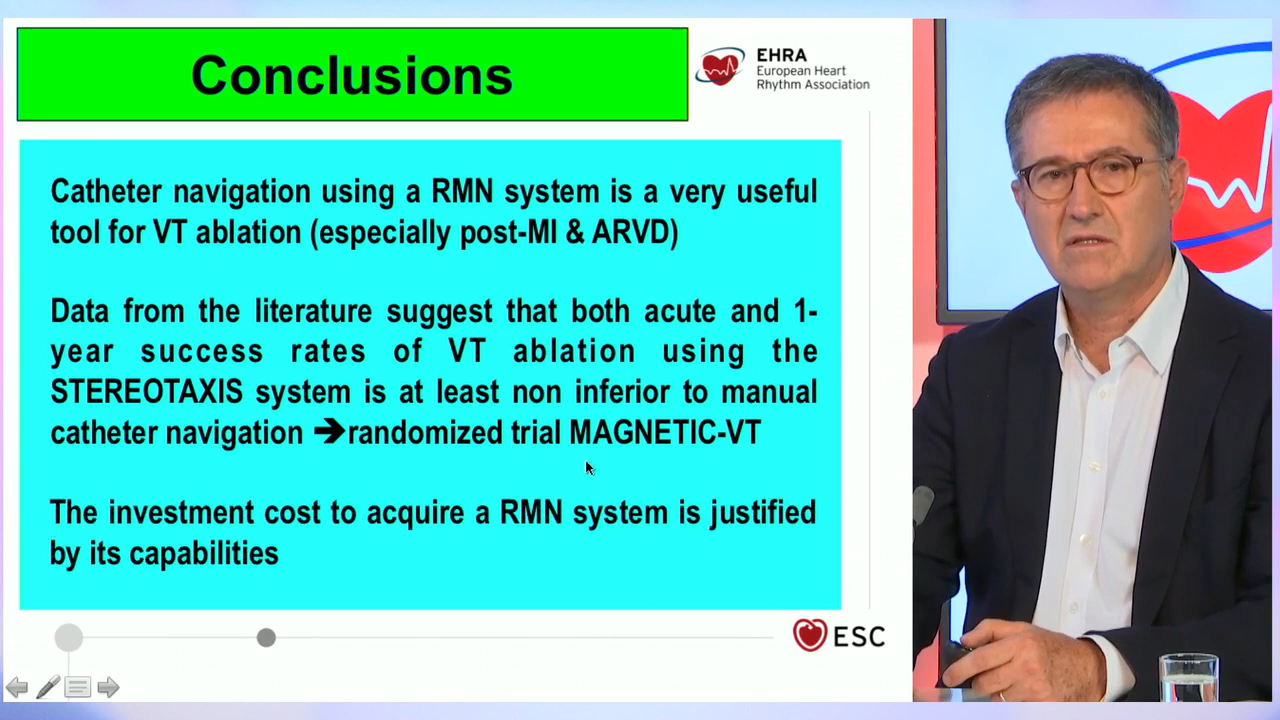 Conclusions
EHRA
European Heart
Rhythm Association
Catheter navigation using a RMN system is a very useful
tool for VT ablation (especially post-MI & ARVD)
Data from the literature suggest that both acute and 1-
year success rates of VT ablation using the
STEREOTAXIS system is at least non inferior to manual
catheter navigation ➔randomized trial MAGNETIC-VT
The investment cost to acquire a RMN system is justified
by its capabilities
ESC